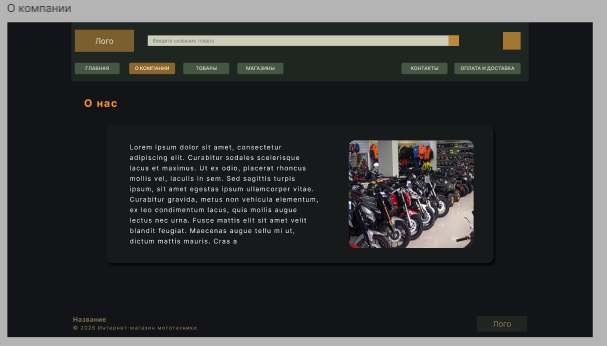 О компании
Лого
Введите название товара
ГЛАВНАЯ
О КОМПАНИИ
ТОВАРЫ
МАГАЗИНЫ
КОНТАКТЫ
ОПЛАТА И ДОСТАВКА
О нас
Lorem ipsum dolor sit amet, consectetur
adipiscing elit. Curabitur sodales scelerisque
lacus et maximus. Ut ex odio, placerat rhoncus
mollis vel, iaculis in sem. Sed sagittis turpis
ipsum, sit amet egestas ipsum ullamcorper vitae.
Curabitur gravida, metus non vehicula elementum,
ex leo condimentum lacus, quis mollis augue
lectus nec urna. Fusce mattis elit sit amet velit
blandit feugiat. Maecenas augue tellu mi ut,
dictum mattis mauris. Cras a
Название
© 2026 Интернет-магазин мототехники.
Лого